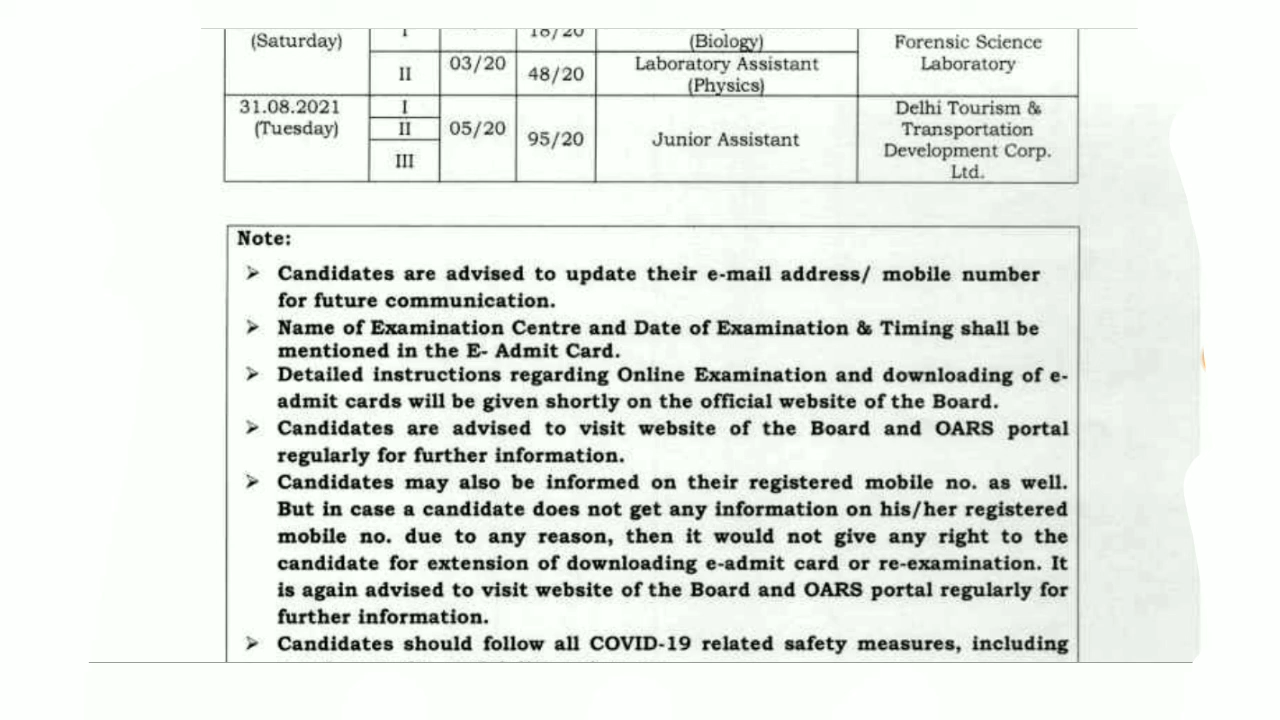 I 18/20
(Saturday) (Biology) Forensic Science
03/20 Laboratory Assistant Laboratory
II 48/20 (Physics)
31.08.2021 I Delhi Tourism &
(Tuesday) II 05/20 Transportation
95/20 Junior Assistant Development Corp.
III Ltd.
Note:
➢ Candidates are advised to update their e-mail address/ mobile number
for future communication.
➢ Name of Examination Centre and Date of Examination & Timing shall be
mentioned in the E- Admit Card.
➢ Detailed instructions regarding Online Examination and downloading of e-
admit cards will be given shortly on the official website of the Board.
➢ Candidates are advised to visit website of the Board and OARS portal
regularly for further information.
➢ Candidates may also be informed on their registered mobile no. as well.
But in case a candidate does not get any information on his/her registered
mobile no. due to any reason, then it would not give any right to the
candidate for extension of downloading e-admit card or re-examination. It
is again advised to visit website of the Board and OARS portal regularly for
further information.
➢ Candidates should follow all COVID-19 related safety measures, including